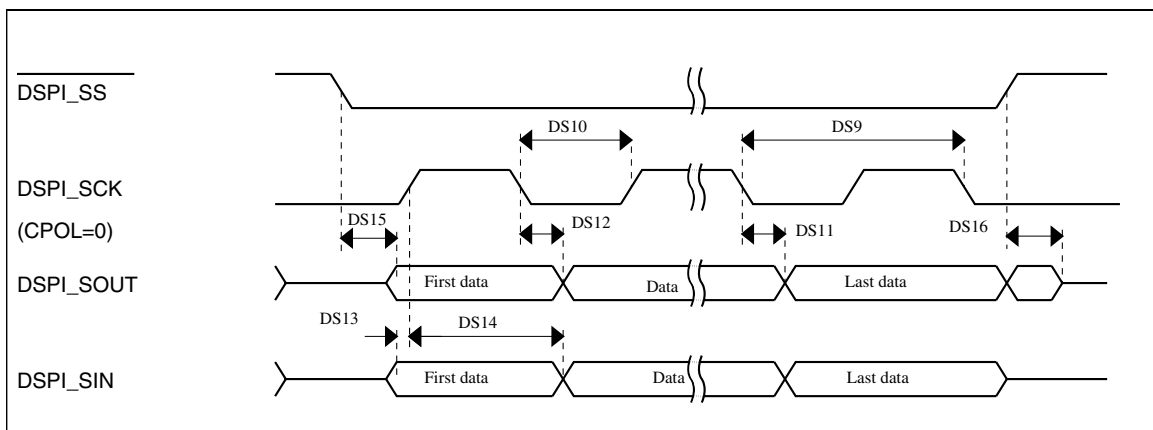 DSPI_SS
DS10
DS9
DSPI_SCK
(CPOL=0)
DS15
DS12
DS11
DS16
DSPI_SOUT
First data
Data
Last data
DS13
DS14
DSPI_SIN
First data
Data
Last data